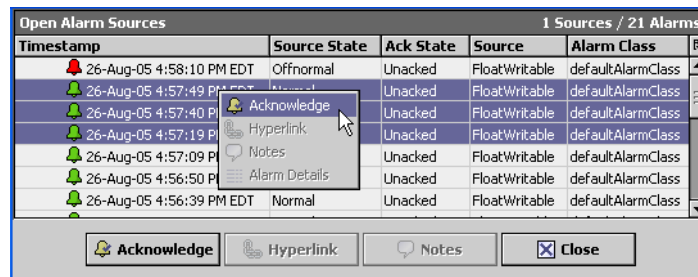 Open Alarm Sources 1 Sources / 21 Alarms
Timestamp Source State Ack State Source Alarm Class
26-Aug-05 4:58:10 PM EDT Offnormal Unacked FloatWritable defaultAlarmClass
26-Aug-05 4:57:49 PM EDT Normal Unacked FloatWritable defaultAlarmClass
26-Aug-05 4:57:40 P Acknowledge Unacked FloatWritable defaultAlarmClass
26-Aug-05 4:57:19 P Hyperlink Unacked FloatWritable defaultAlarmClass
26-Aug-05 4:57:09 P Notes Unacked FloatWritable defaultAlarmClass
26-Aug-05 4:56:50 P Alarm Details Unacked FloatWritable defaultAlarmClass
26-Aug-05 4:56:39 PM EDT Normal Unacked FloatWritable defaultAlarmClass
Acknowledge Hyperlink Notes Close